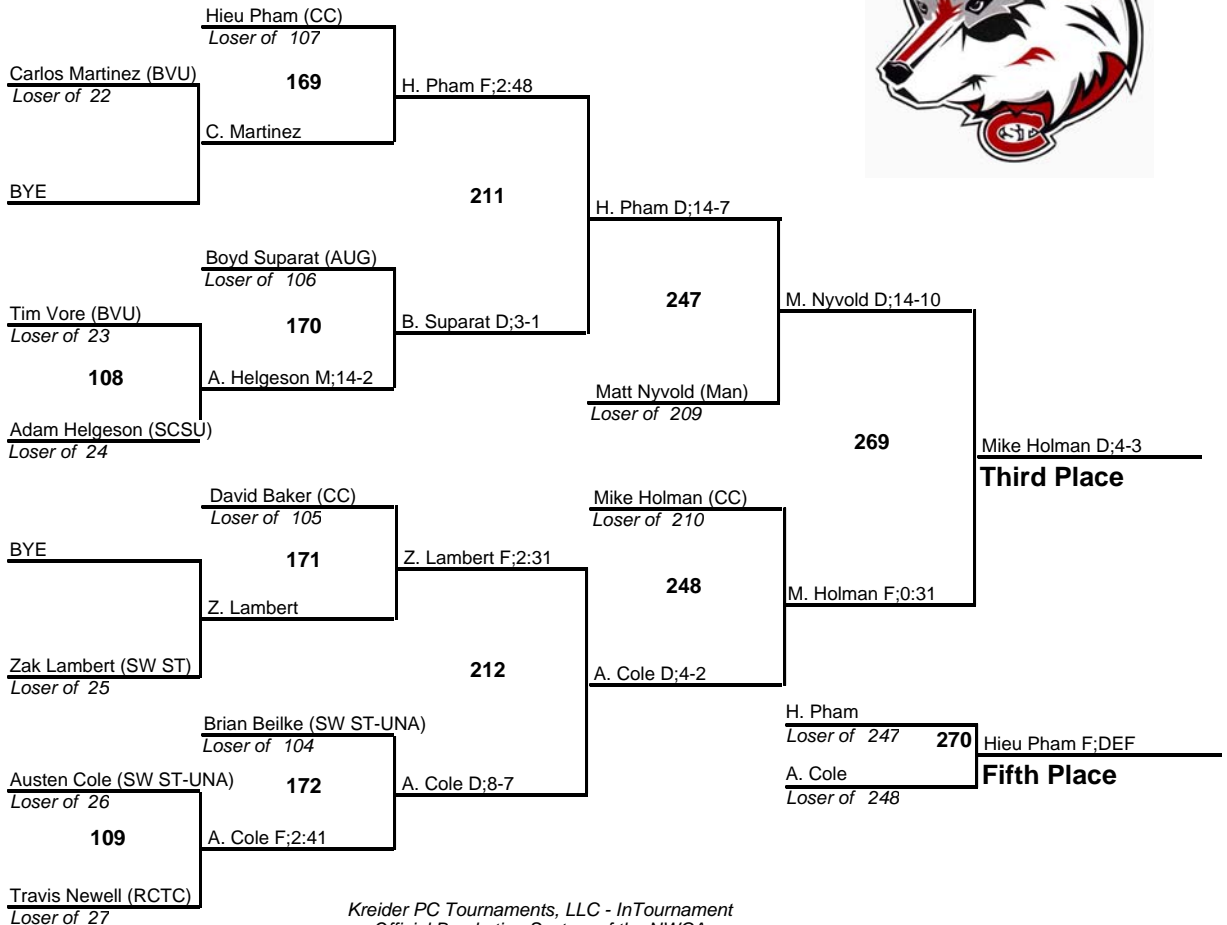 Hieu Pham (CC)
Loser of 107
Carlos Martinez (BVU)
Loser of 22
169
H. Pham F;2:48
C. Martinez
BYE
211
H. Pham D;14-7
Boyd Suparat (AUG)
Loser of 106
Tim Vore (BVU)
Loser of 23
170
B. Suparat D;3-1
247
M. Nyvold D;14-10
108
A. Helgeson M;14-2
Matt Nyvold (Man)
Loser of 209
Adam Helgeson (SCSU)
Loser of 24
269
Mike Holman D;4-3
Third Place
David Baker (CC)
Loser of 105
Mike Holman (CC)
Loser of 210
BYE
171
Z. Lambert F;2:31
248
Z. Lambert
M. Holman F;0:31
Zak Lambert (SW ST)
Loser of 25
212
A. Cole D;4-2
Brian Beilke (SW ST-UNA)
Loser of 104
H. Pham
Loser of 247
270
Hieu Pham F;DEF
Fifth Place
Austen Cole (SW ST-UNA)
Loser of 26
172
A. Cole D;8-7
A. Cole
Loser of 248
109
A. Cole F;2:41
Travis Newell (RCTC)
Loser of 27
Kreider PC Tournaments, LLC - InTournament